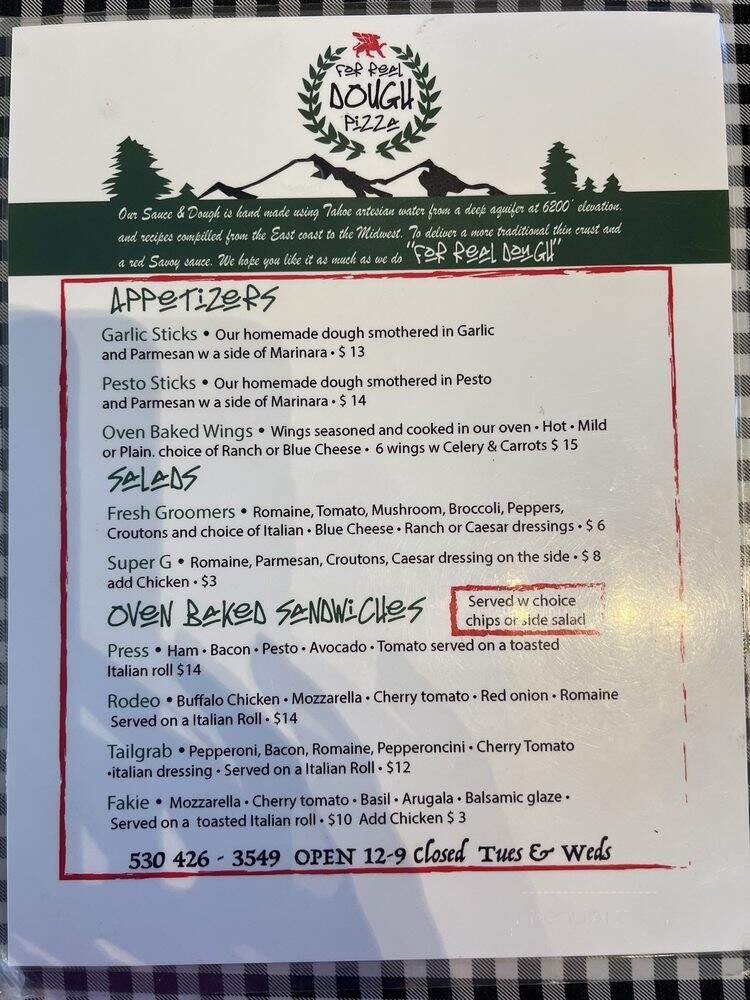 FOR REAL
DOUGH
PIZZA
Our Sauce & Dough is hand made using Tahoe artesian water from a deep aquifer at 6200' elevation.
and recipes compilled from the East coast to the Midwest. To deliver a more traditional thin crust and
a red Savoy sauce. We hope you like it as much as we do "FOR REAL DOUGH"
APPETIZERS
Garlic Sticks • Our homemade dough smothered in Garlic
and Parmesan w a side of Marinara • $ 13
Pesto Sticks • Our homemade dough smothered in Pesto
and Parmesan w a side of Marinara • $ 14
Oven Baked Wings • Wings seasoned and cooked in our oven • Hot • Mild
or Plain. choice of Ranch or Blue Cheese • 6 wings w Celery & Carrots $ 15
SALADS
Fresh Groomers • Romaine, Tomato, Mushroom, Broccoli, Peppers,
Croutons and choice of Italian • Blue Cheese • Ranch or Caesar dressings • $ 6
Super G • Romaine, Parmesan, Croutons, Caesar dressing on the side • $ 8
add Chicken • $3
OVEN BAKED SANDWICHES
Served w choice
chips or side salad
Press • Ham • Bacon • Pesto • Avocado • Tomato served on a toasted
Italian roll $14
Rodeo • Buffalo Chicken • Mozzarella • Cherry tomato • Red onion • Romaine
Served on a Italian Roll • $14
Tailgrab • Pepperoni, Bacon, Romaine, Pepperoncini • Cherry Tomato
•italian dressing • Served on a Italian Roll • $12
Fakie • Mozzarella • Cherry tomato • Basil • Arugala • Balsamic glaze •
Served on a toasted Italian roll • $10 Add Chicken $ 3
530 426 - 3549 OPEN 12-9 Closed Tues & Weds